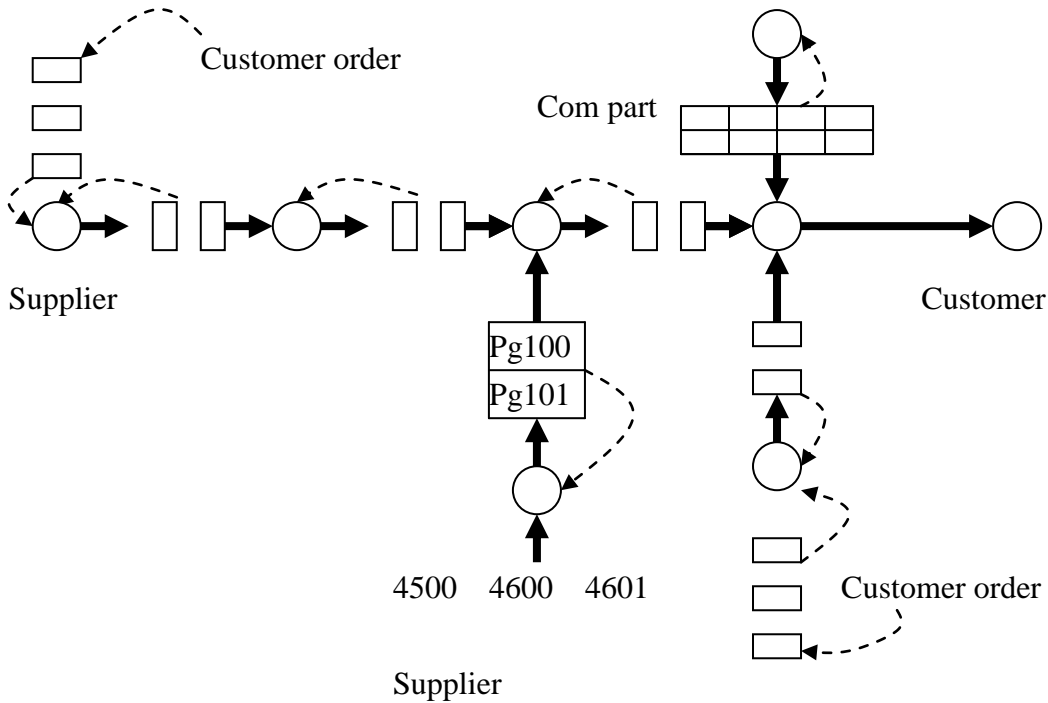 Customer order
Com part
Supplier
Customer
Pg100
Pg101
4500 4600 4601
Customer order
Supplier